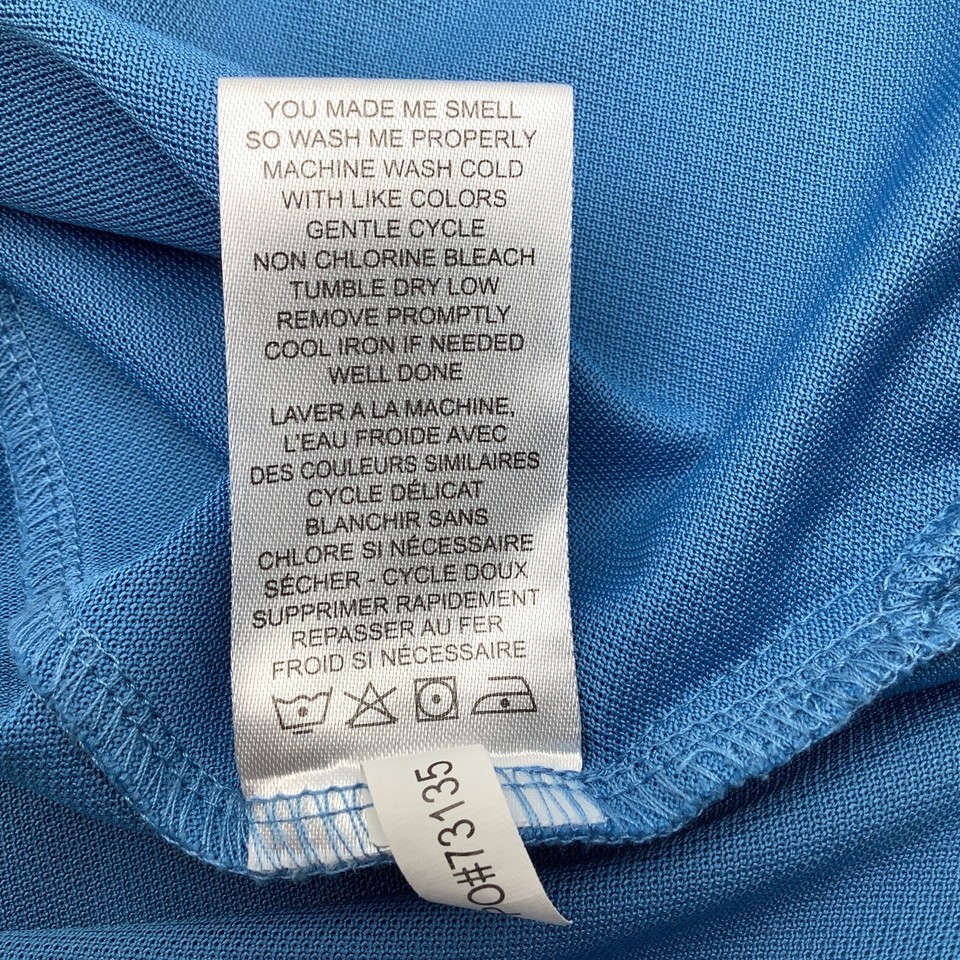 YOU MADE ME SMELL
SO WASH ME PROPERLY
MACHINE WASH COLD
WITH LIKE COLORS
GENTLE CYCLE
NON CHLORINE BLEACH
TUMBLE DRY LOW
REMOVE PROMPTLY
COOL IRON IF NEEDED
WELL DONE
LAVER A LA MACHINE,
L'EAU FROIDE AVEC
DES COULEURS SIMILAIRES
CYCLE DÉLICAT
BLANCHIR SANS
CHLORE SI NÉCESSAIRE
SÉCHER - CYCLE DOUX
SUPPRIMER RAPIDEMENT
REPASSER AU FER
FROID SI NÉCESSAIRE
PO#73135